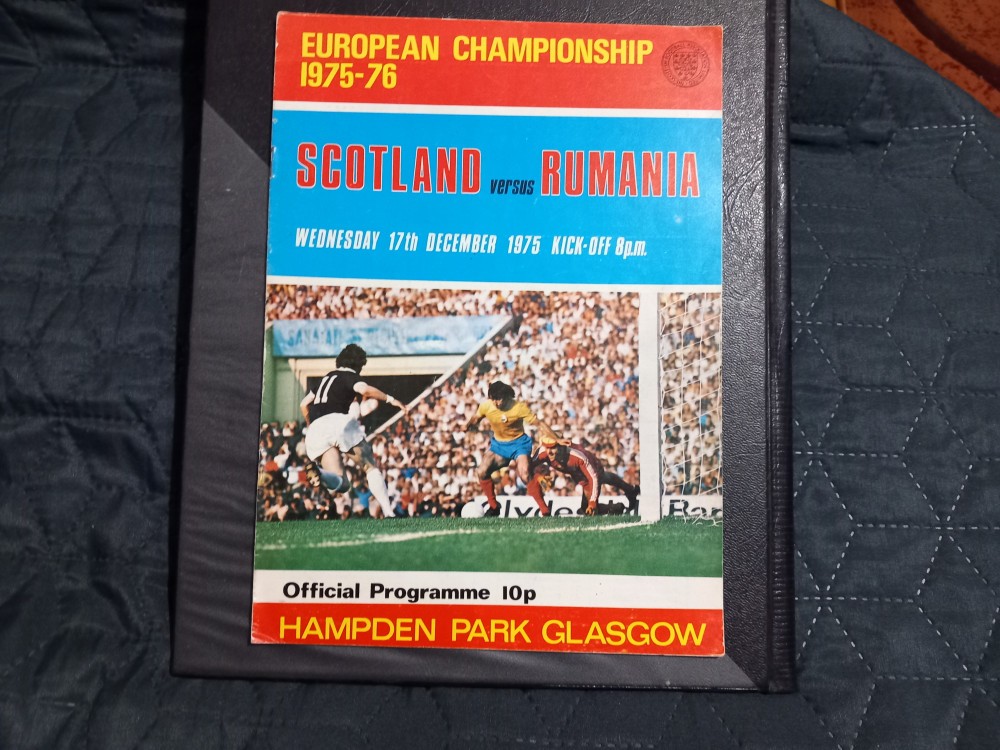 EUROPEAN CHAMPIONSHIP
1975-76
SCOTLAND versus RUMANIA
WEDNESDAY 17th DECEMBER 1975 KICK-OFF 8p.m.
11
Official Programme 10p
HAMPDEN PARK GLASGOW